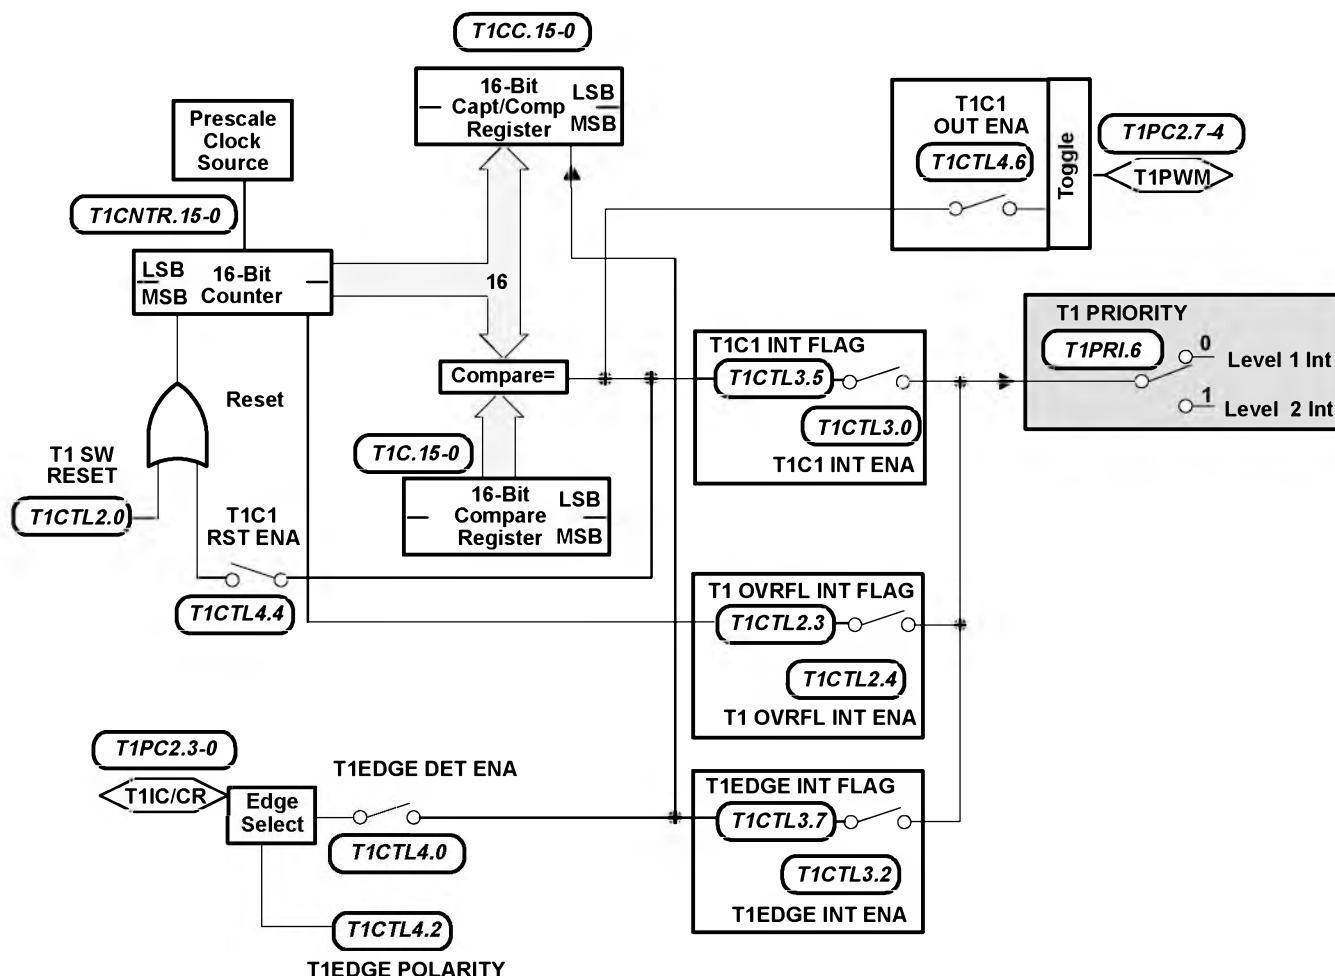 T1CC.15-0
16-Bit
Capt/Comp
Register
LSB
MSB
Prescale
Clock
Source
T1CNTR.15-0
LSB
MSB
16-Bit
Counter
16
T1C1
OUT ENA
T1CTL4.6
Toggle
T1PC2.7-4
T1PWM
T1 PRIORITY
T1PRI.6
0
Level 1 Int
1
Level 2 Int
Compare=
T1C1 INT FLAG
T1CTL3.5
T1CTL3.0
T1C1 INT ENA
Reset
T1 SW
RESET
T1CTL2.0
T1C.15-0
16-Bit
Compare
Register
LSB
MSB
T1C1
RST ENA
T1CTL4.4
T1 OVRFL INT FLAG
T1CTL2.3
T1CTL2.4
T1 OVRFL INT ENA
T1PC2.3-0
T1IC/CR
Edge
Select
T1EDGE DET ENA
T1CTL4.0
T1EDGE INT FLAG
T1CTL3.7
T1CTL3.2
T1EDGE INT ENA
T1CTL4.2
T1EDGE POLARITY